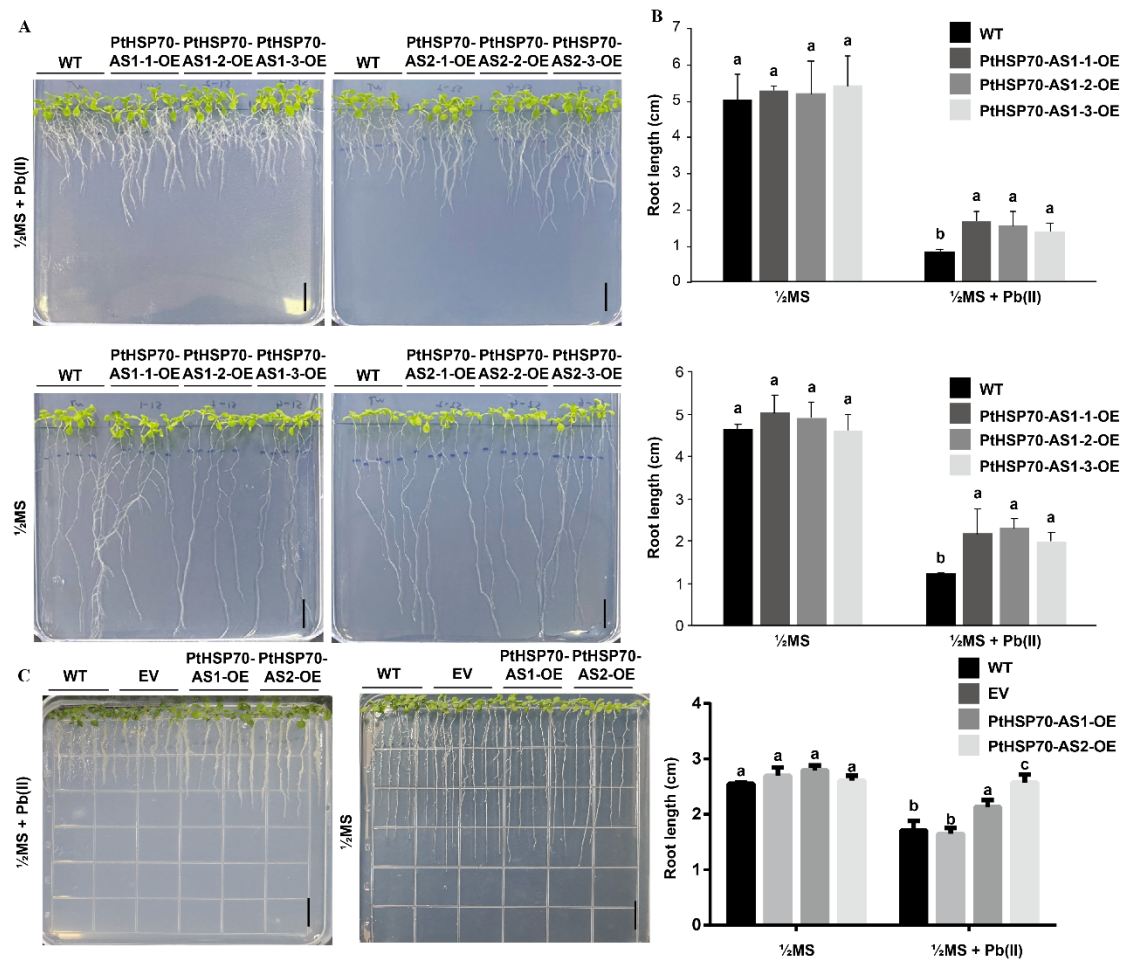 A
WT
PtHSP70-
AS1-1-OE
PtHSP70-
AS1-2-OE
PtHSP70-
AS1-3-OE
WT
PtHSP70-
AS2-1-OE
PtHSP70-
AS2-2-OE
PtHSP70-
AS2-3-OE
½MS + Pb(II)
WT
PtHSP70-
AS1-1-OE
PtHSP70-
AS1-2-OE
PtHSP70-
AS1-3-OE
WT
PtHSP70-
AS2-1-OE
PtHSP70-
AS2-2-OE
PtHSP70-
AS2-3-OE
½MS
B
WT
PtHSP70-AS1-1-OE
PtHSP70-AS1-2-OE
PtHSP70-AS1-3-OE
Root length (cm)
7
6
5
4
3
2
1
0
a a a a
b a a a
½MS
½MS + Pb(II)
WT
PtHSP70-AS1-1-OE
PtHSP70-AS1-2-OE
PtHSP70-AS1-3-OE
Root length (cm)
6
5
4
3
2
1
0
a a a a
b a a a
½MS
½MS + Pb(II)
C
WT
EV
PtHSP70-
AS1-OE
PtHSP70-
AS2-OE
½MS + Pb(II)
WT
EV
PtHSP70-
AS1-OE
PtHSP70-
AS2-OE
½MS
WT
EV
PtHSP70-AS1-OE
PtHSP70-AS2-OE
Root length (cm)
4
3
2
1
0
a a a a
b b a c
½MS
½MS + Pb(II)